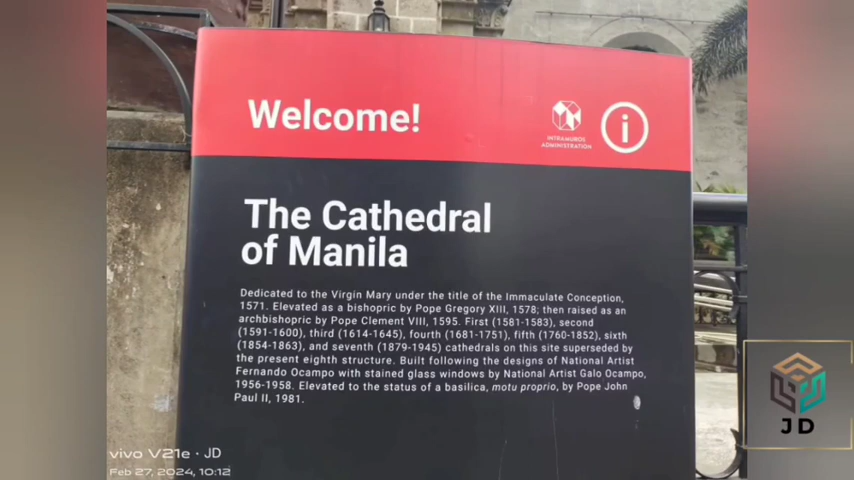 Welcome!
INTRAMUROS
ADMINISTRATION
i
The Cathedral
of Manila
Dedicated to the Virgin Mary under the title of the Immaculate Conception,
1571. Elevated as a bishopric by Pope Gregory XIII, 1578; then raised as an
archbishopric by Pope Clement VIII, 1595. First (1581-1583), second
(1591-1600), third (1614-1645), fourth (1681-1751), fifth (1760-1852), sixth
(1854-1863), and seventh (1879-1945) cathedrals on this site superseded by
the present eighth structure. Built following the designs of National Artist
Fernando Ocampo with stained glass windows by National Artist Galo Ocampo,
1956-1958. Elevated to the status of a basilica, motu proprio, by Pope John
Paul II, 1981.
vivo V21e · JD
Feb 27, 2024, 10:12
JD